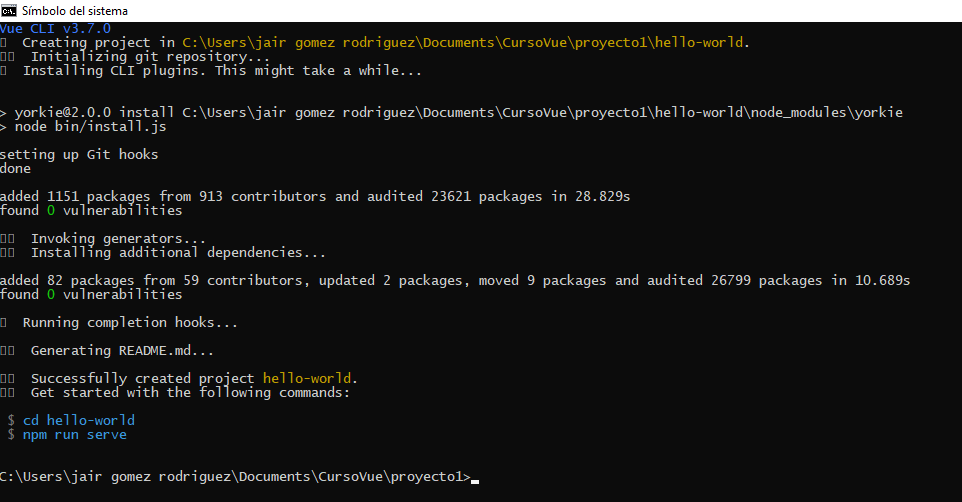 Símbolo del sistema
Vue CLI v3.7.0
Creating project in C:\Users\jair gomez rodriguez\Documents\CursoVue\proyecto1\hello-world.
Initializing git repository...
Installing CLI plugins. This might take a while...
> yorkie@2.0.0 install C:\Users\jair gomez rodriguez\Documents\CursoVue\proyecto1\hello-world\node_modules\yorkie
> node bin/install.js
setting up Git hooks
done
added 1151 packages from 913 contributors and audited 23621 packages in 28.829s
found 0 vulnerabilities
Invoking generators...
Installing additional dependencies...
added 82 packages from 59 contributors, updated 2 packages, moved 9 packages and audited 26799 packages in 10.689s
found 0 vulnerabilities
Running completion hooks...
Generating README.md...
Successfully created project hello-world.
Get started with the following commands:
$ cd hello-world
$ npm run serve
C:\Users\jair gomez rodriguez\Documents\CursoVue\proyecto1>